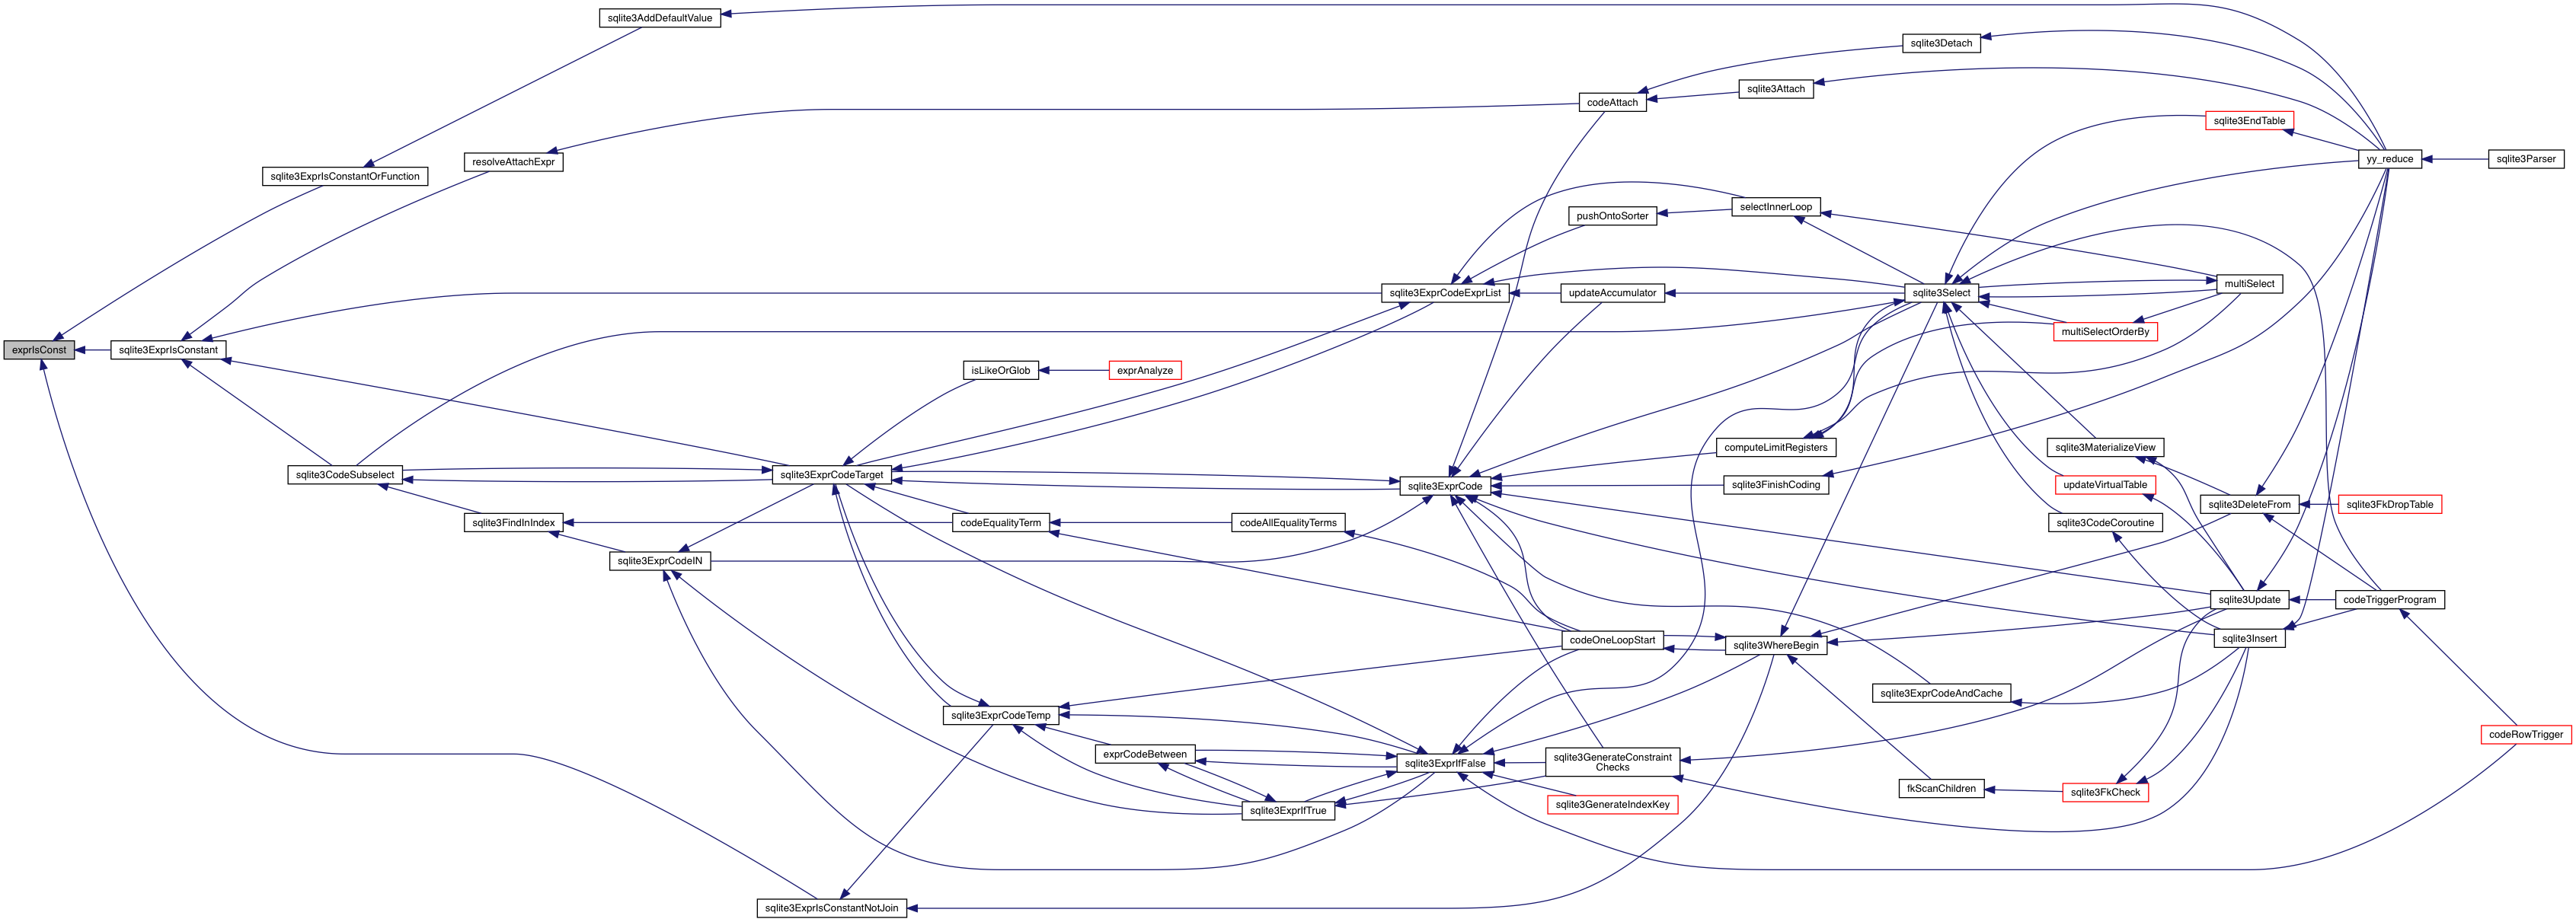 sqlite3AddDefaultValue
sqlite3Detach
sqlite3Attach
codeAttach
sqlite3EndTable
yy_reduce
sqlite3Parser
resolveAttachExpr
sqlite3ExprIsConstantOrFunction
selectInnerLoop
pushOntoSorter
multiSelect
sqlite3ExprCodeExprList
updateAccumulator
sqlite3Select
multiSelectOrderBy
exprIsConst
sqlite3ExprIsConstant
isLikeOrGlob
exprAnalyze
computeLimitRegisters
sqlite3MaterializeView
sqlite3CodeSubselect
sqlite3ExprCodeTarget
sqlite3ExprCode
sqlite3FinishCoding
updateVirtualTable
sqlite3DeleteFrom
sqlite3FkDropTable
sqlite3FindInIndex
codeEqualityTerm
codeAllEqualityTerms
sqlite3CodeCoroutine
sqlite3ExprCodeIN
sqlite3Update
codeTriggerProgram
codeOneLoopStart
sqlite3WhereBegin
sqlite3Insert
sqlite3ExprCodeAndCache
sqlite3ExprCodeTemp
codeRowTrigger
exprCodeBetween
sqlite3ExprIfFalse
sqlite3GenerateConstraint
Checks
fkScanChildren
sqlite3FkCheck
sqlite3ExprIfTrue
sqlite3GenerateIndexKey
sqlite3ExprIsConstantNotJoin